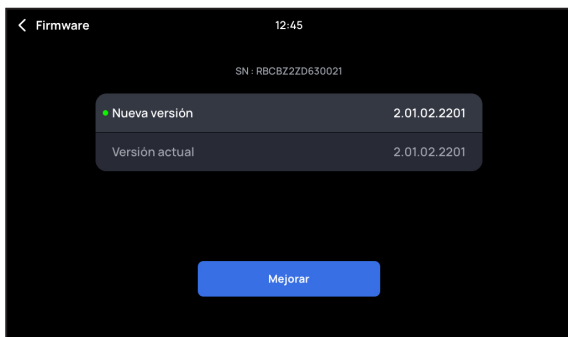 Firmware
12:45
SN : RBCBZ2ZD630021
Nueva versión 2.01.02.2201
Versión actual 2.01.02.2201
Mejorar